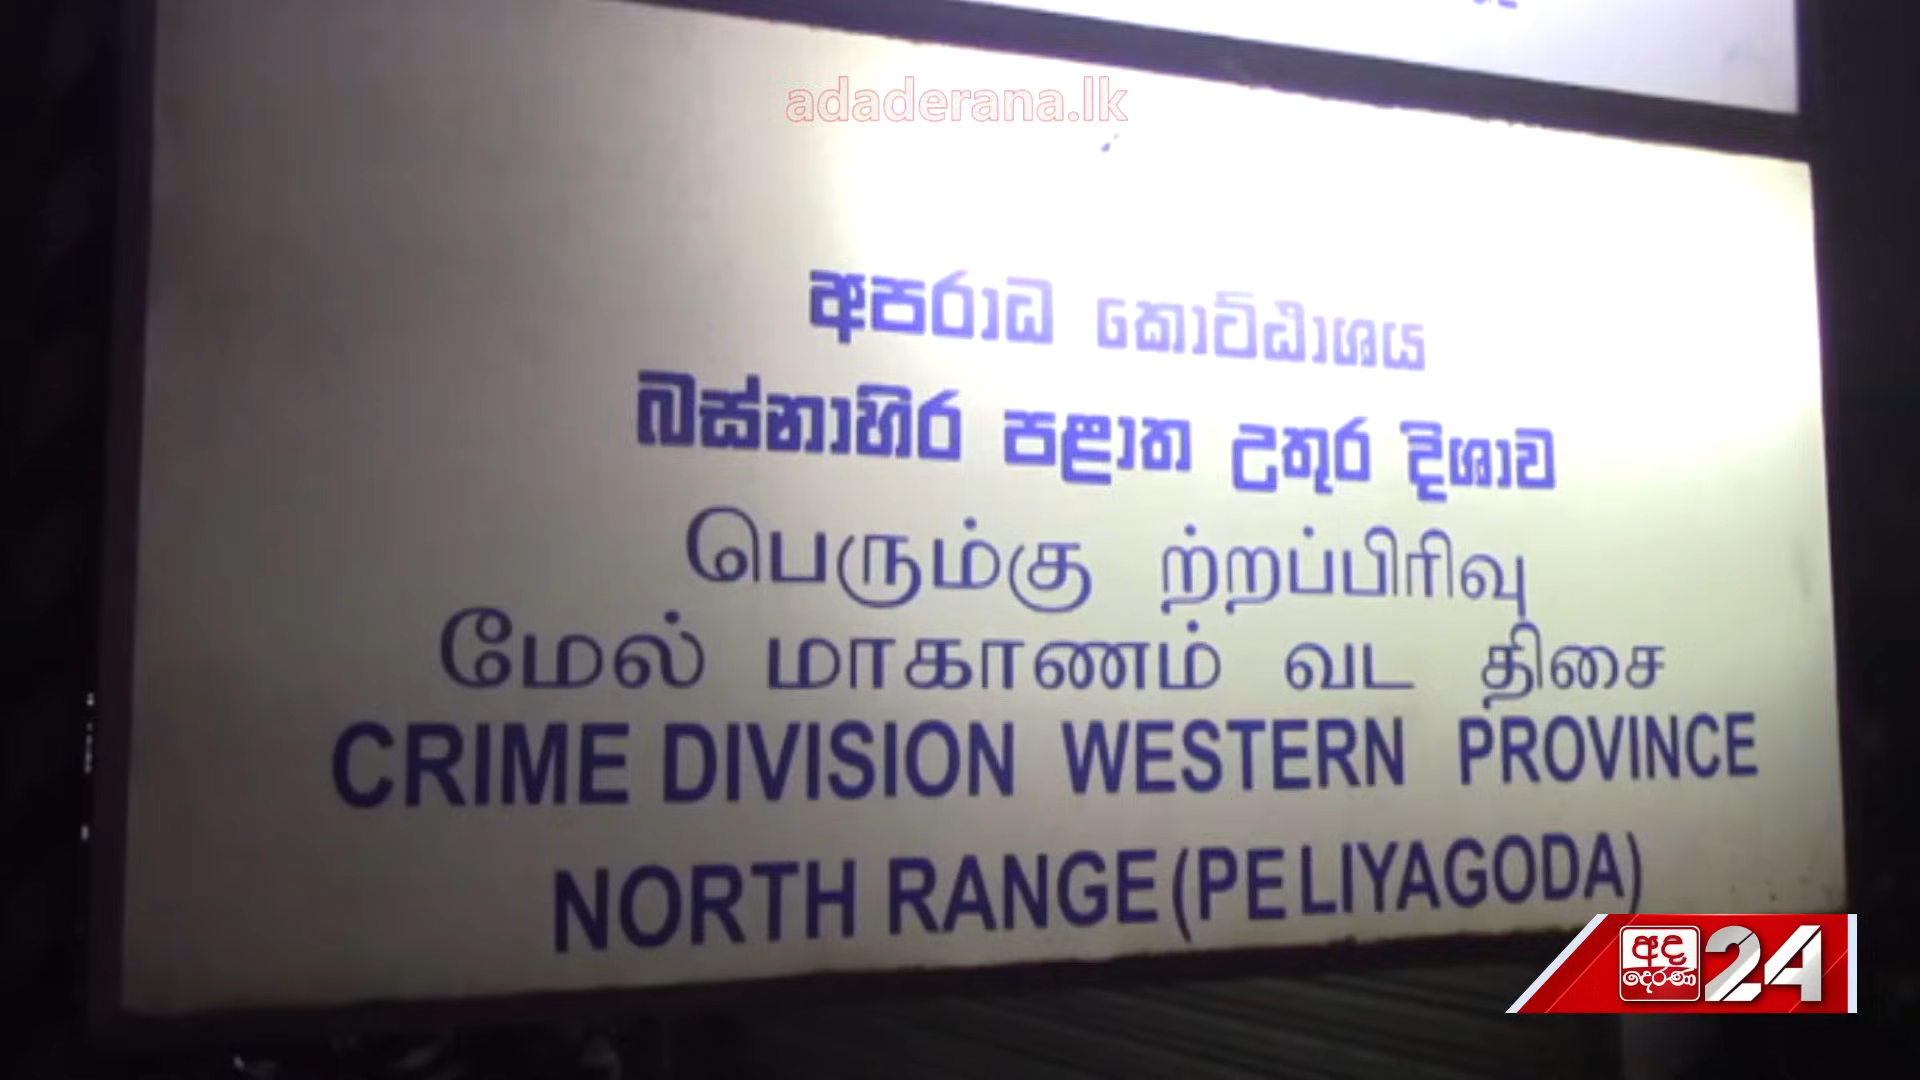 adaderana.lk
අපරාධ කොට්ඨාශය
බස්නාහිර පළාත උතුර දිශාව
பெரும்கு ற்றப்பிரிவு
மேல் மாகாணம் வட திசை
CRIME DIVISION WESTERN PROVINCE
NORTH RANGE (PELIYAGODA)
අද දෙරණ 24